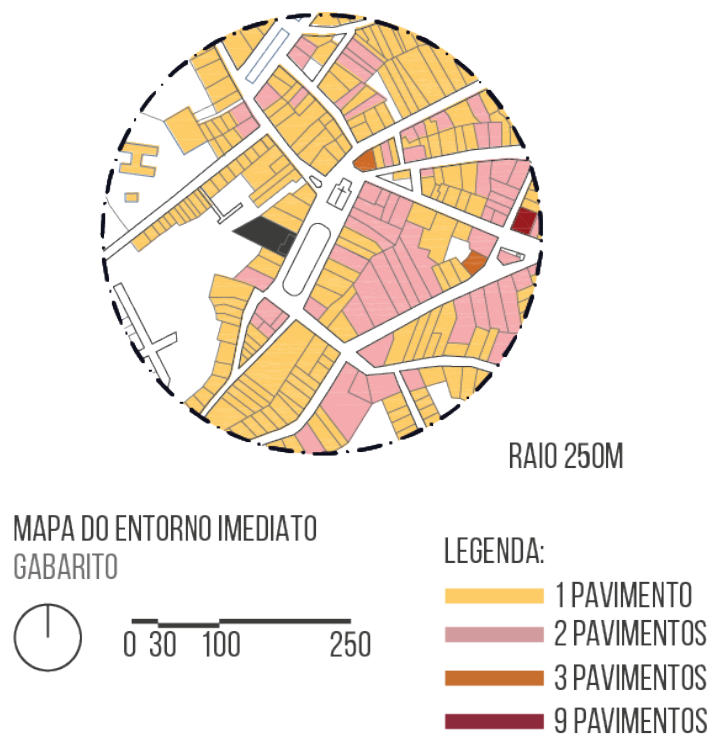 RAIO 250M
MAPA DO ENTORNO IMEDIATO
GABARITO
0 30 100 250
LEGENDA:
1 PAVIMENTO
2 PAVIMENTOS
3 PAVIMENTOS
9 PAVIMENTOS